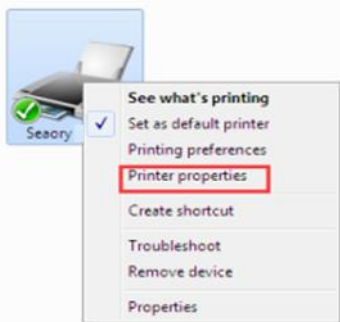 Seaory
See what's printing
Set as default printer
Printing preferences
Printer properties
Create shortcut
Troubleshoot
Remove device
Properties